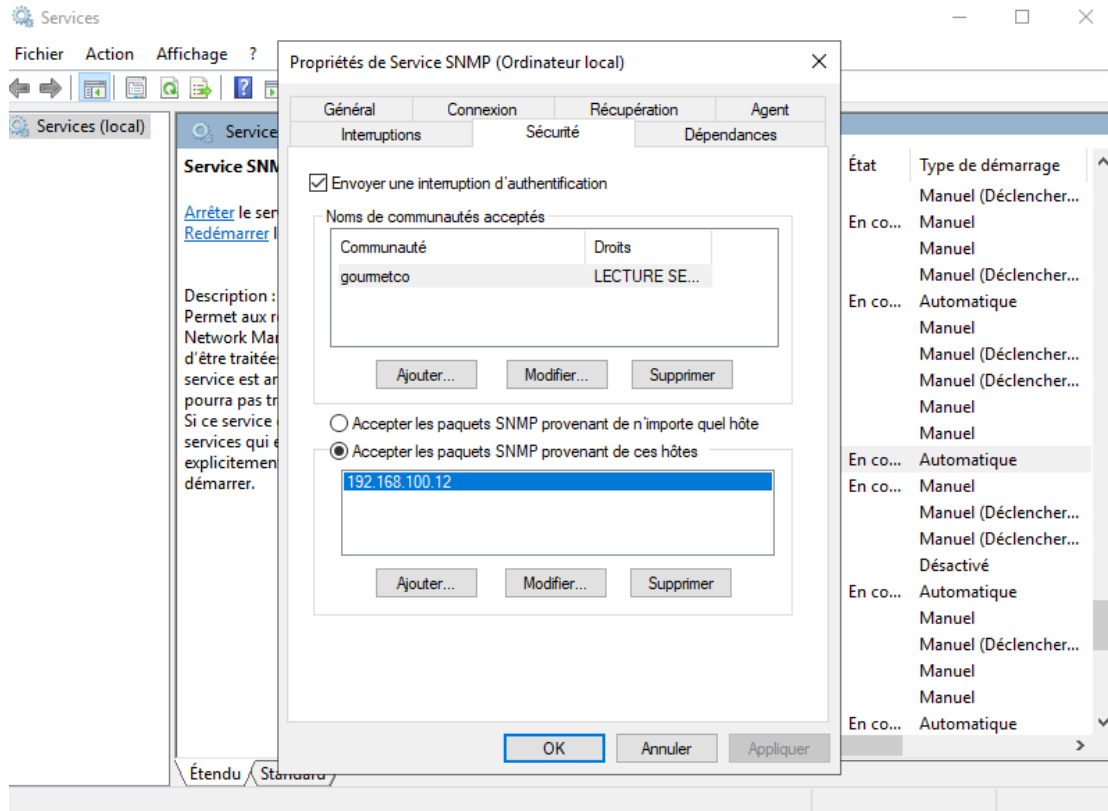 Services
Fichier Action Affichage ?
Services (local)
Service
Service SNM
Arrêter le ser
Redémarrer l
Description :
Permet aux r
Network Mar
d'être traitée
service est ar
pourra pas tr
Si ce service
services qui e
explicitemen
démarrer.
Étendu Standard
Propriétés de Service SNMP (Ordinateur local)
Général Connexion Récupération Agent
Interruptions Sécurité Dépendances
Envoyer une interruption d'authentification
Noms de communautés acceptés
Communauté Droits
gourmetco LECTURE SE...
Ajouter... Modifier... Supprimer
Accepter les paquets SNMP provenant de n'importe quel hôte
Accepter les paquets SNMP provenant de ces hôtes
192.168.100.12
Ajouter... Modifier... Supprimer
OK Annuler Appliquer
État Type de démarrage
Manuel (Déclencher...
En co... Manuel
Manuel
Manuel (Déclencher...
En co... Automatique
Manuel
Manuel (Déclencher...
Manuel (Déclencher...
Manuel
Manuel
En co... Automatique
En co... Manuel
Manuel (Déclencher...
Manuel (Déclencher...
Désactivé
En co... Automatique
Manuel
Manuel (Déclencher...
Manuel
Manuel
En co... Automatique